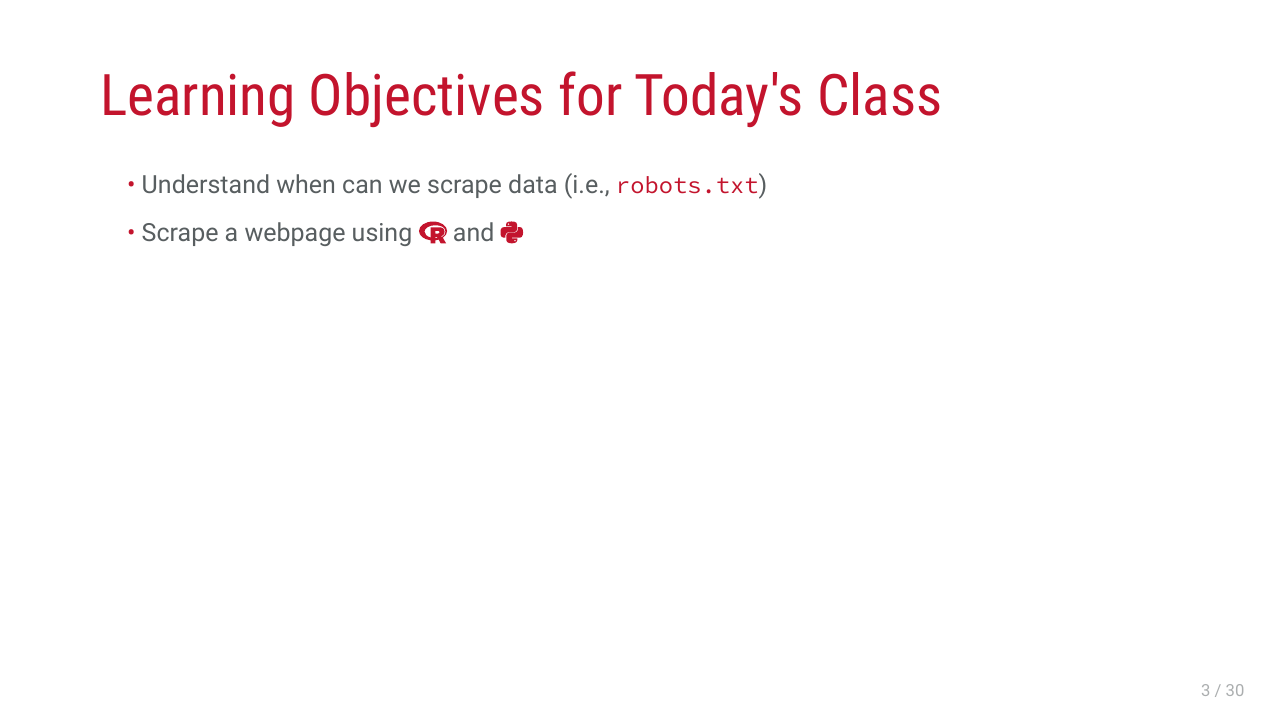 Learning Objectives for Today's Class
• Understand when can we scrape data (i.e., robots.txt)
• Scrape a webpage using R and
3 / 30